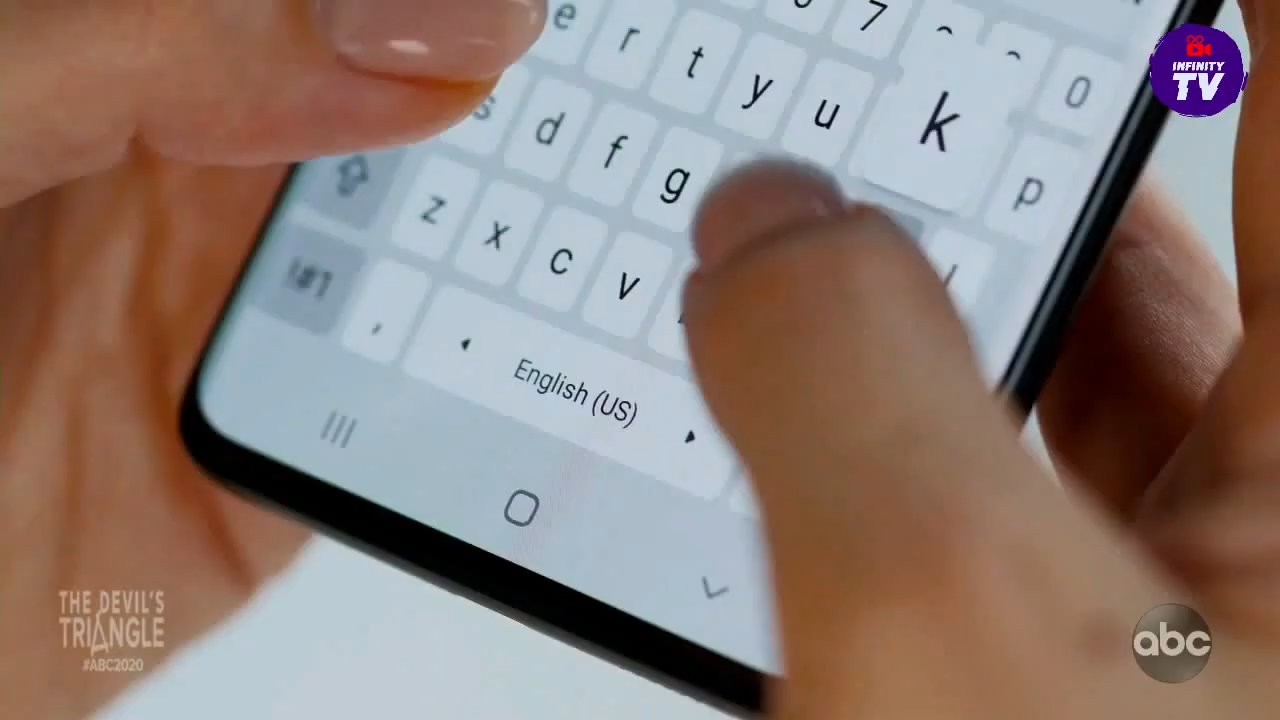 7 ^ ^
e r t y u k 0
s d f g p
z x c v
!#1 , English (US)
INFINITY
TV
THE DEVIL'S
TRIANGLE
#ABC2020
abc